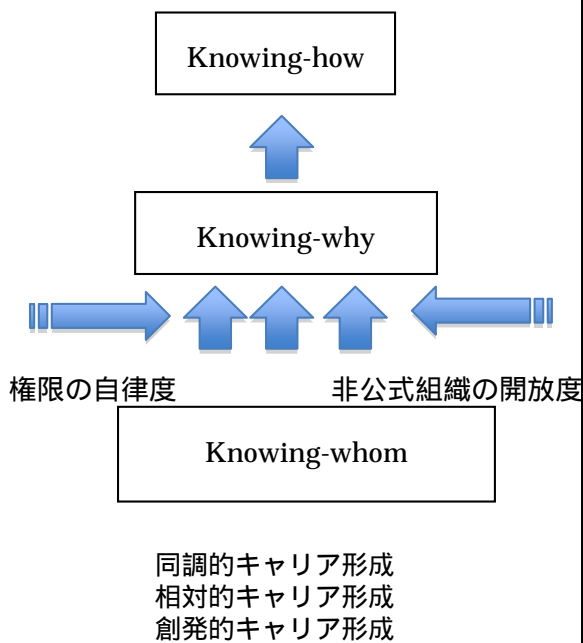 Knowing-how
Knowing-why
権限の自律度
非公式組織の開放度
Knowing-whom
同調的キャリア形成
相対的キャリア形成
創発的キャリア形成